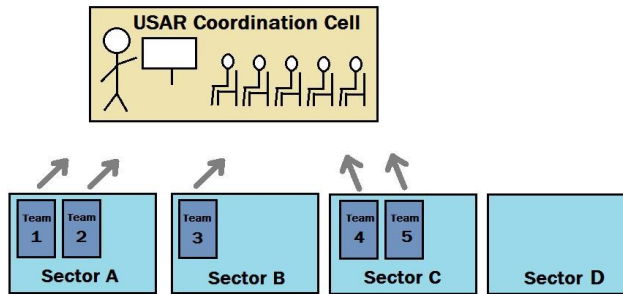 USAR Coordination Cell
Team
1
Team
2
Sector A
Team
3
Sector B
Team
4
Team
5
Sector C
Sector D